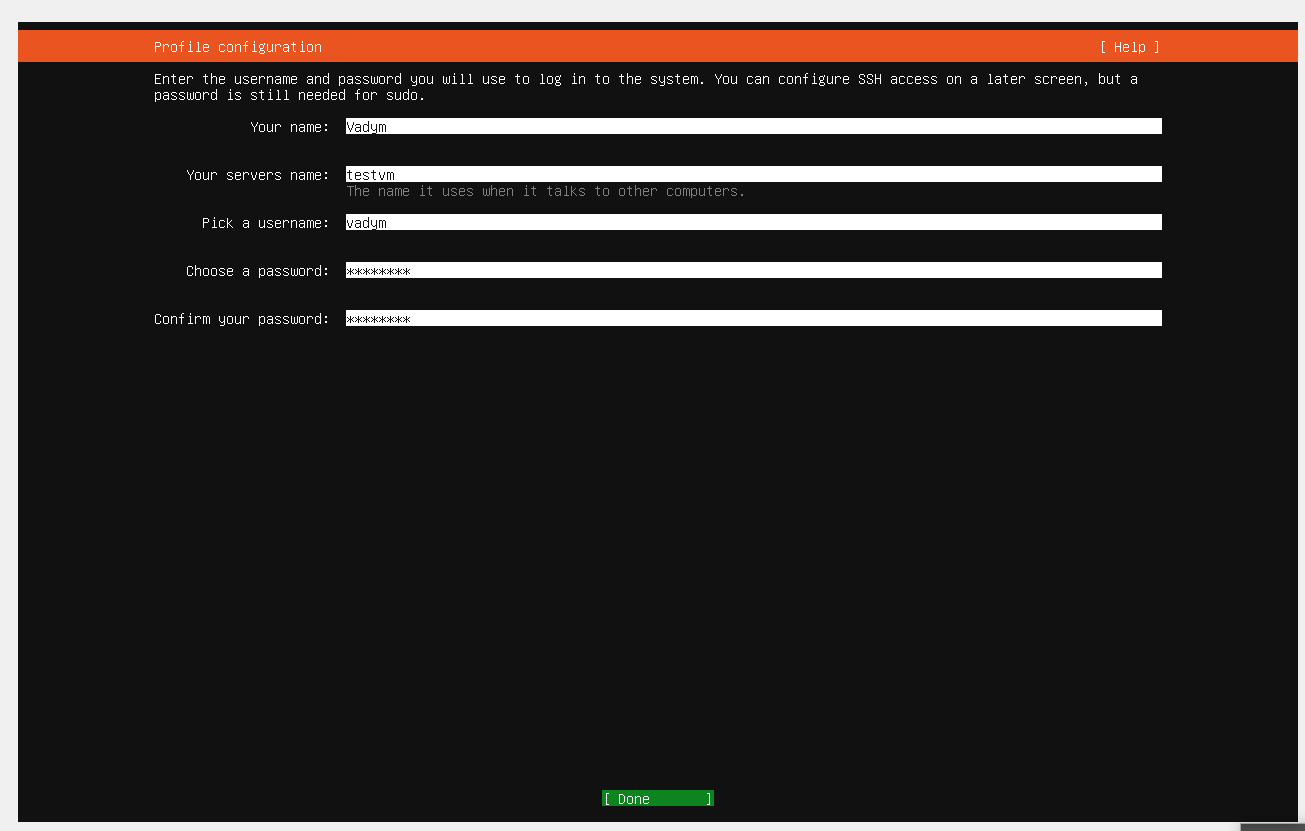 Profile configuration [ Help ]
Enter the username and password you will use to log in to the system. You can configure SSH access on a later screen, but a
password is still needed for sudo.
Your name: Vadym
Your servers name: testvm
The name it uses when it talks to other computers.
Pick a username: vadym
Choose a password: ********
Confirm your password: ********
[ Done ]